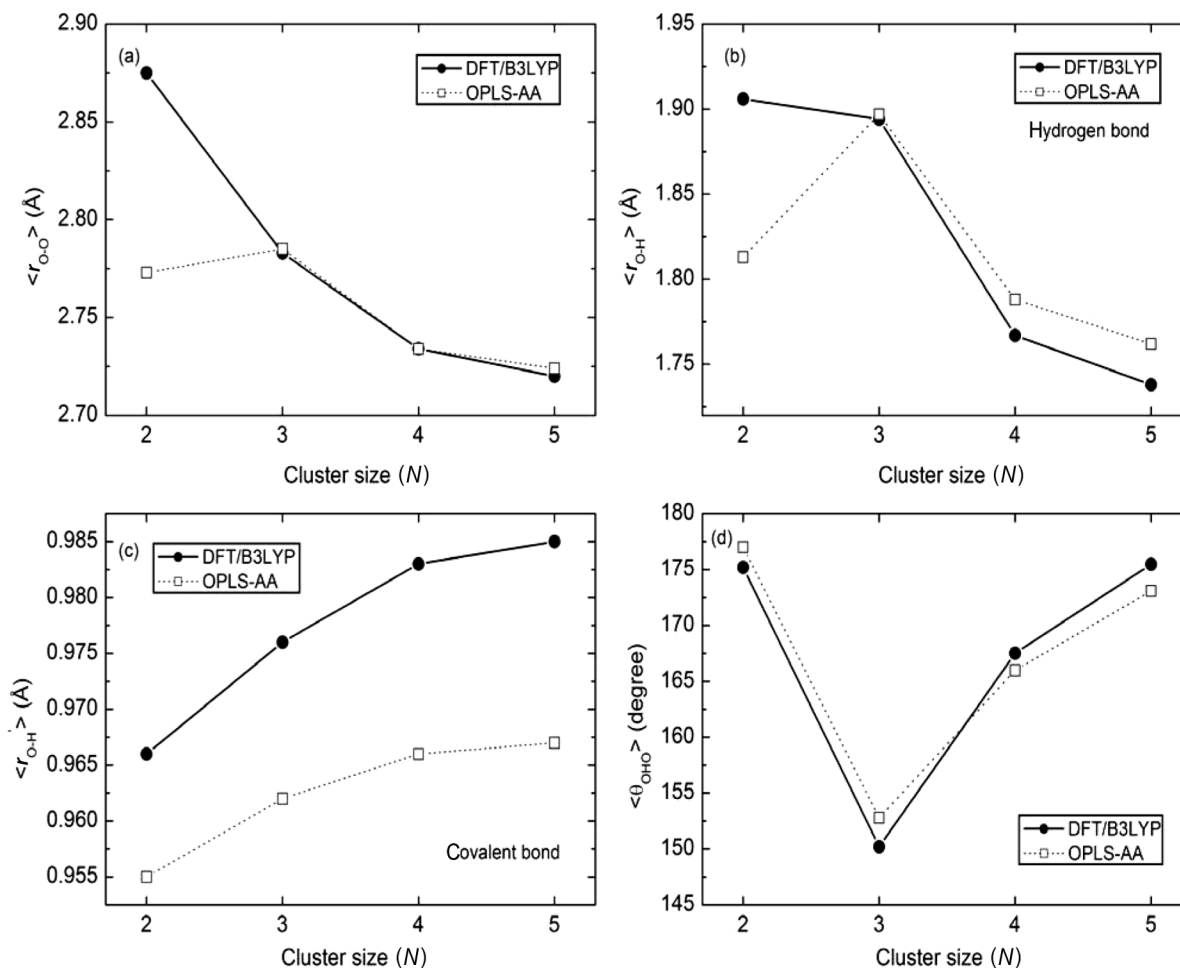 (a)
DFT/B3LYP
OPLS-AA
2.90
2.85
2.80
2.75
2.70
<r O-O> (Å)
2 3 4 5
Cluster size (N)
(b)
DFT/B3LYP
OPLS-AA
Hydrogen bond
1.95
1.90
1.85
1.80
1.75
<r O-H> (Å)
2 3 4 5
Cluster size (N)
(c)
DFT/B3LYP
OPLS-AA
Covalent bond
0.985
0.980
0.975
0.970
0.965
0.960
0.955
<r O-H'> (Å)
2 3 4 5
Cluster size (N)
(d)
DFT/B3LYP
OPLS-AA
180
175
170
165
160
155
150
145
<θ OHO> (degree)
2 3 4 5
Cluster size (N)